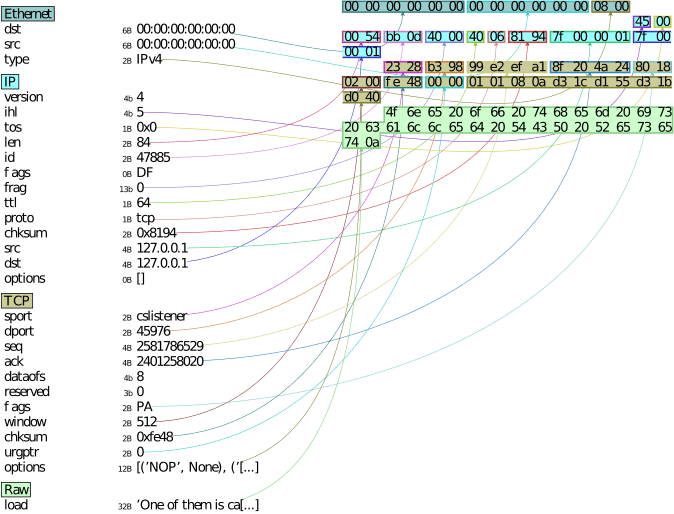 Ethernet
dst 6B 00:00:00:00:00:00
src 6B 00:00:00:00:00:00
type 2B IPv4
IP
version 4b 4
ihl 4b 5
tos 1B 0x0
len 2B 84
id 2B 47885
f ags 0B DF
frag 13b 0
ttl 1B 64
proto 1B tcp
chksum 2B 0x8194
src 4B 127.0.0.1
dst 4B 127.0.0.1
options 0B []
TCP
sport 2B cslistener
dport 2B 45976
seq 4B 2581786529
ack 4B 2401258020
dataofs 4b 8
reserved 3b 0
f ags 2B PA
window 2B 512
chksum 2B 0xfe48
urgptr 2B 0
options 12B [('NOP', None), ('[...]
Raw
load 32B 'One of them is ca[...]
00 00 00 00 00 00 00 00 00 00 00 00 08 00
45 00
00 54 bb 0d 40 00 40 06 81 94 7f 00 00 01 7f 00
00 01
23 28 b3 98 99 e2 ef a1 8f 20 4a 24 80 18
02 00 fe 48 00 00 01 01 08 0a d3 1c d1 55 d3 1b
d0 40
4f 6e 65 20 6f 66 20 74 68 65 6d 20 69 73
20 63 61 6c 6c 65 64 20 54 43 50 20 52 65 73 65
74 0a